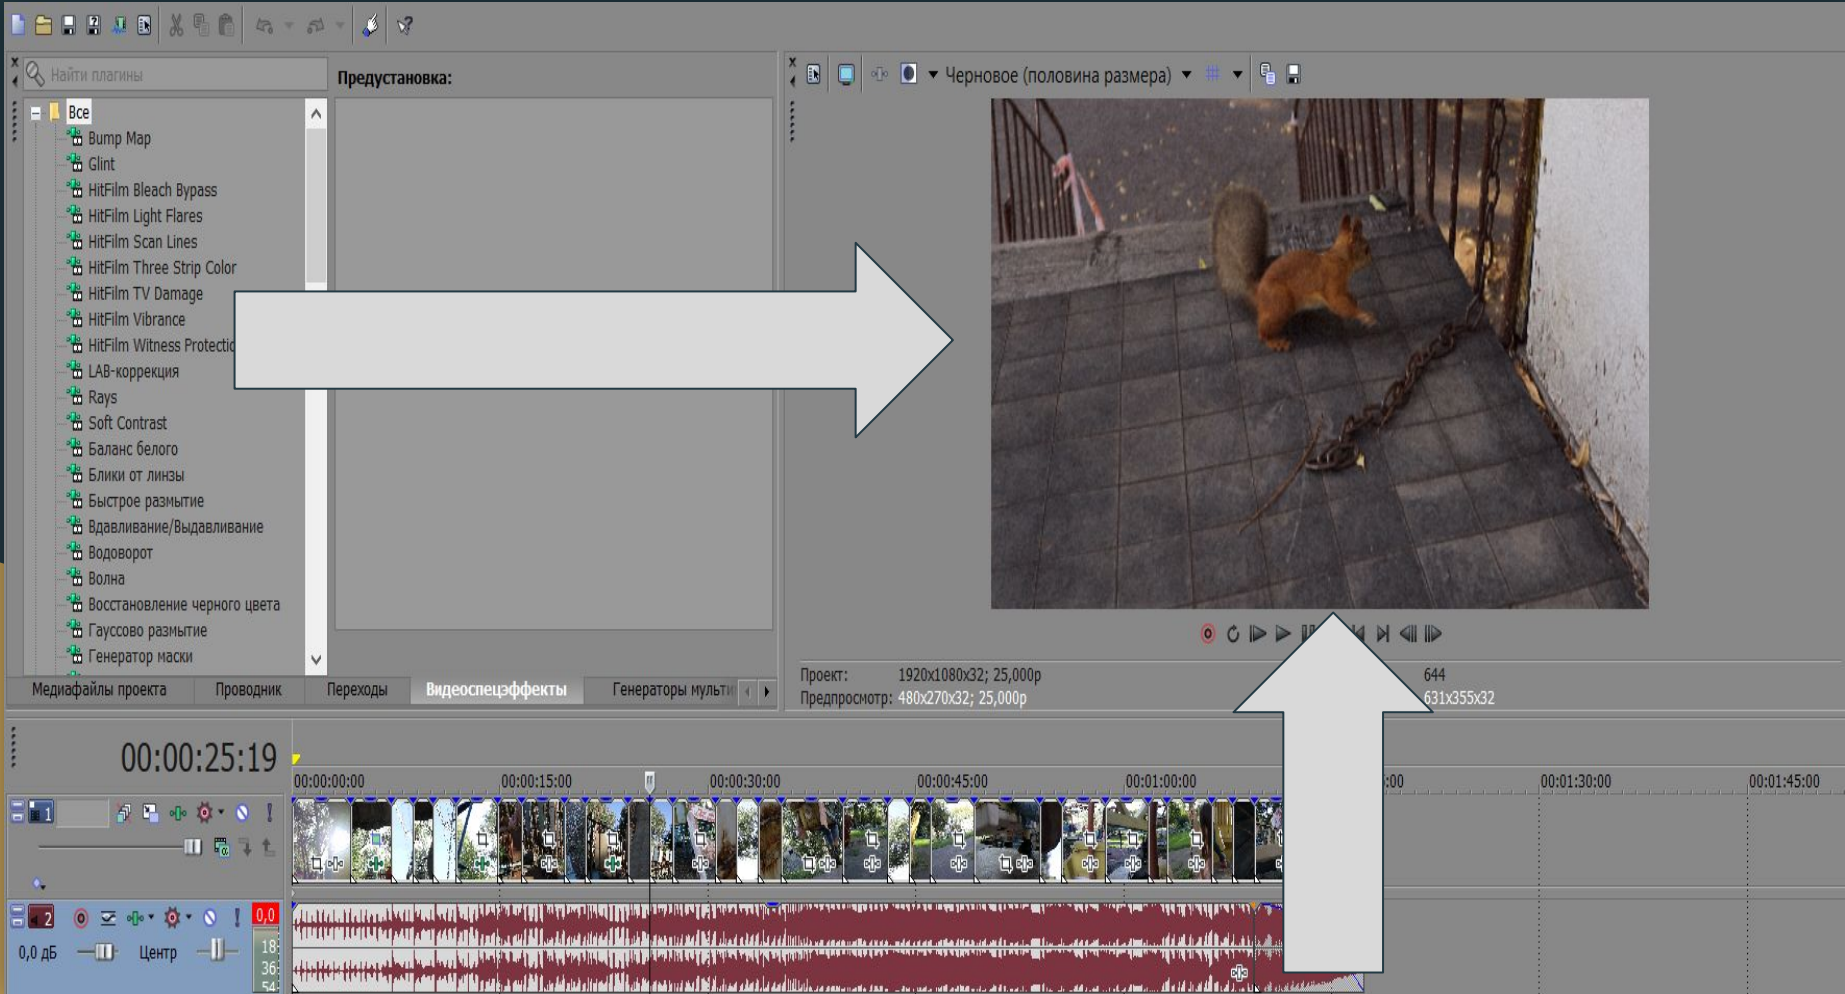 Найти плагины
Предустановка:
Черновое (половина размера)
Все
Bump Map
Glint
HitFilm Bleach Bypass
HitFilm Light Flares
HitFilm Scan Lines
HitFilm Three Strip Color
HitFilm TV Damage
HitFilm Vibrance
HitFilm Witness
LAB-коррекция
Rays
Soft Contrast
Баланс белого
Блики от линзы
Быстрое размытие
Вдавливание/Выдавливание
Водоворот
Волна
Восстановление черного цвета
Гауссово размытие
Генератор маски
Медиафайлы проекта Проводник Переходы Видеоспецэффекты Генераторы
Проект: 1920x1080x32; 25,000p 644
Предпросмотр: 480x270x32; 25,000p 631x355x32
00:00:25:19
00:00:00:00 00:00:15:00 00:00:30:00 00:00:45:00 00:01:00:00 00:01:30:00 00:01:45:00
1
2 0,0
0,0 дБ Центр 18
36
54